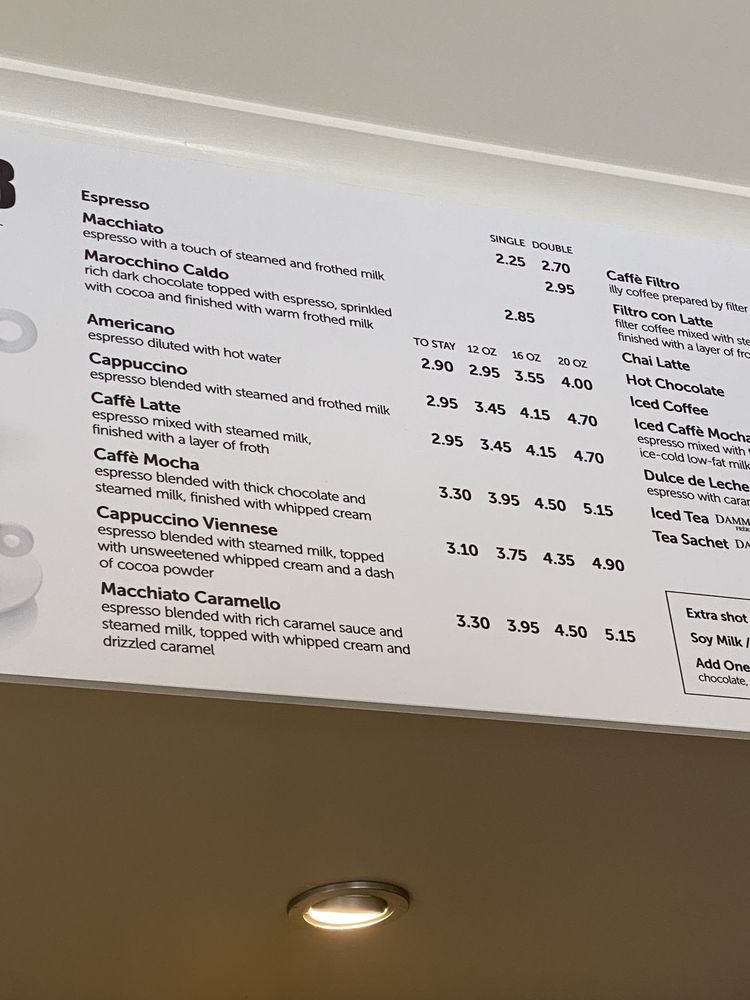 Espresso
SINGLE DOUBLE
2.25 2.70
Macchiato
espresso with a touch of steamed and frothed milk
2.95
Marocchino Caldo
rich dark chocolate topped with espresso, sprinkled
with cocoa and finished with warm frothed milk
2.85
TO STAY 12 OZ 16 OZ 20 OZ
Americano
espresso diluted with hot water
2.90 2.95 3.55 4.00
Cappuccino
espresso blended with steamed and frothed milk
2.95 3.45 4.15 4.70
Caffè Latte
espresso mixed with steamed milk,
finished with a layer of froth
2.95 3.45 4.15 4.70
Caffè Mocha
espresso blended with thick chocolate and
steamed milk, finished with whipped cream
3.30 3.95 4.50 5.15
Cappuccino Viennese
espresso blended with steamed milk, topped
with unsweetened whipped cream and a dash
of cocoa powder
3.10 3.75 4.35 4.90
Macchiato Caramello
espresso blended with rich caramel sauce and
steamed milk, topped with whipped cream and
drizzled caramel
3.30 3.95 4.50 5.15
Caffè Filtro
illy coffee prepared by filter
Filtro con Latte
filter coffee mixed with
finished with a layer of
Chai Latte
Hot Chocolate
Iced Coffee
Iced Caffè Mocha
espresso mixed with
ice-cold low-fat milk
Dulce de Leche
espresso with
Iced Tea
Tea Sachet
Extra shot
Soy Milk /
Add One
chocolate,